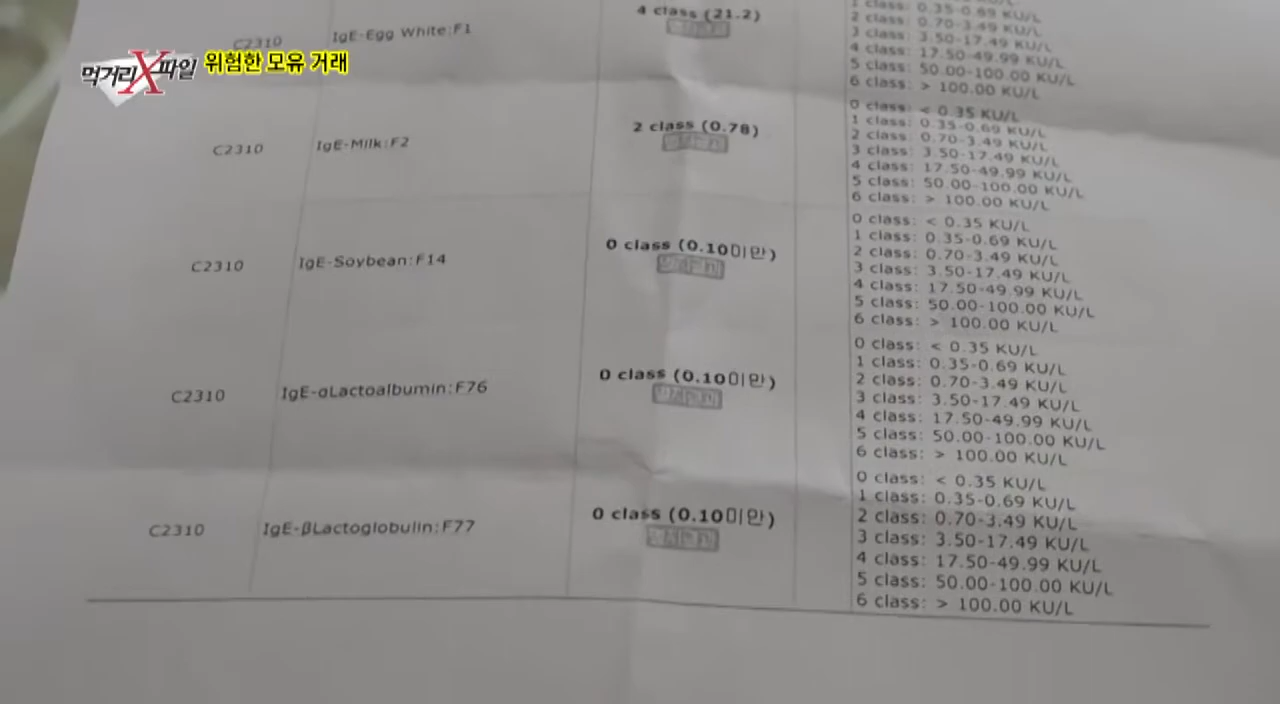 먹거리X파일 위험한 모유 거래
C2310 IgE-Egg White:F1 4 class (21.2)
1 class: 0.35-0.69 KU/L
2 class: 0.70-3.49 KU/L
3 class: 3.50-17.49 KU/L
4 class: 17.50-49.99 KU/L
5 class: 50.00-100.00 KU/L
6 class: > 100.00 KU/L
C2310 IgE-Milk:F2 2 class (0.78)
0 class: < 0.35 KU/L
1 class: 0.35-0.69 KU/L
2 class: 0.70-3.49 KU/L
3 class: 3.50-17.49 KU/L
4 class: 17.50-49.99 KU/L
5 class: 50.00-100.00 KU/L
6 class: > 100.00 KU/L
C2310 IgE-Soybean:F14 0 class (0.10미만)
0 class: < 0.35 KU/L
1 class: 0.35-0.69 KU/L
2 class: 0.70-3.49 KU/L
3 class: 3.50-17.49 KU/L
4 class: 17.50-49.99 KU/L
5 class: 50.00-100.00 KU/L
6 class: > 100.00 KU/L
C2310 IgE-αLactoalbumin:F76 0 class (0.10미만)
0 class: < 0.35 KU/L
1 class: 0.35-0.69 KU/L
2 class: 0.70-3.49 KU/L
3 class: 3.50-17.49 KU/L
4 class: 17.50-49.99 KU/L
5 class: 50.00-100.00 KU/L
6 class: > 100.00 KU/L
C2310 IgE-βLactoglobulin:F77 0 class (0.10미만)
0 class: < 0.35 KU/L
1 class: 0.35-0.69 KU/L
2 class: 0.70-3.49 KU/L
3 class: 3.50-17.49 KU/L
4 class: 17.50-49.99 KU/L
5 class: 50.00-100.00 KU/L
6 class: > 100.00 KU/L